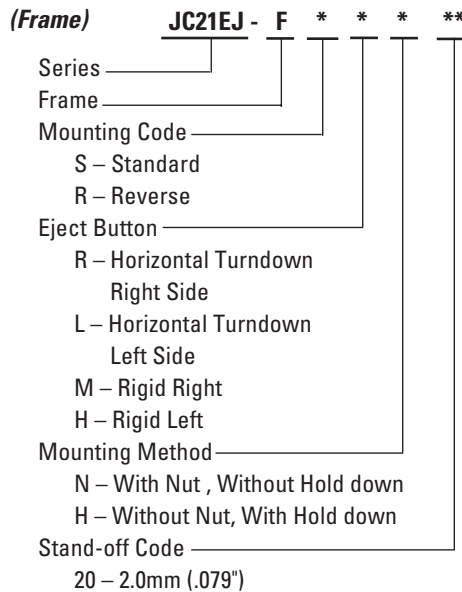 (Frame) JC21EJ - F * * * **
Series
Frame
Mounting Code
S – Standard
R – Reverse
Eject Button
R – Horizontal Turndown
Right Side
L – Horizontal Turndown
Left Side
M – Rigid Right
H – Rigid Left
Mounting Method
N – With Nut , Without Hold down
H – Without Nut, With Hold down
Stand-off Code
20 – 2.0mm (.079")